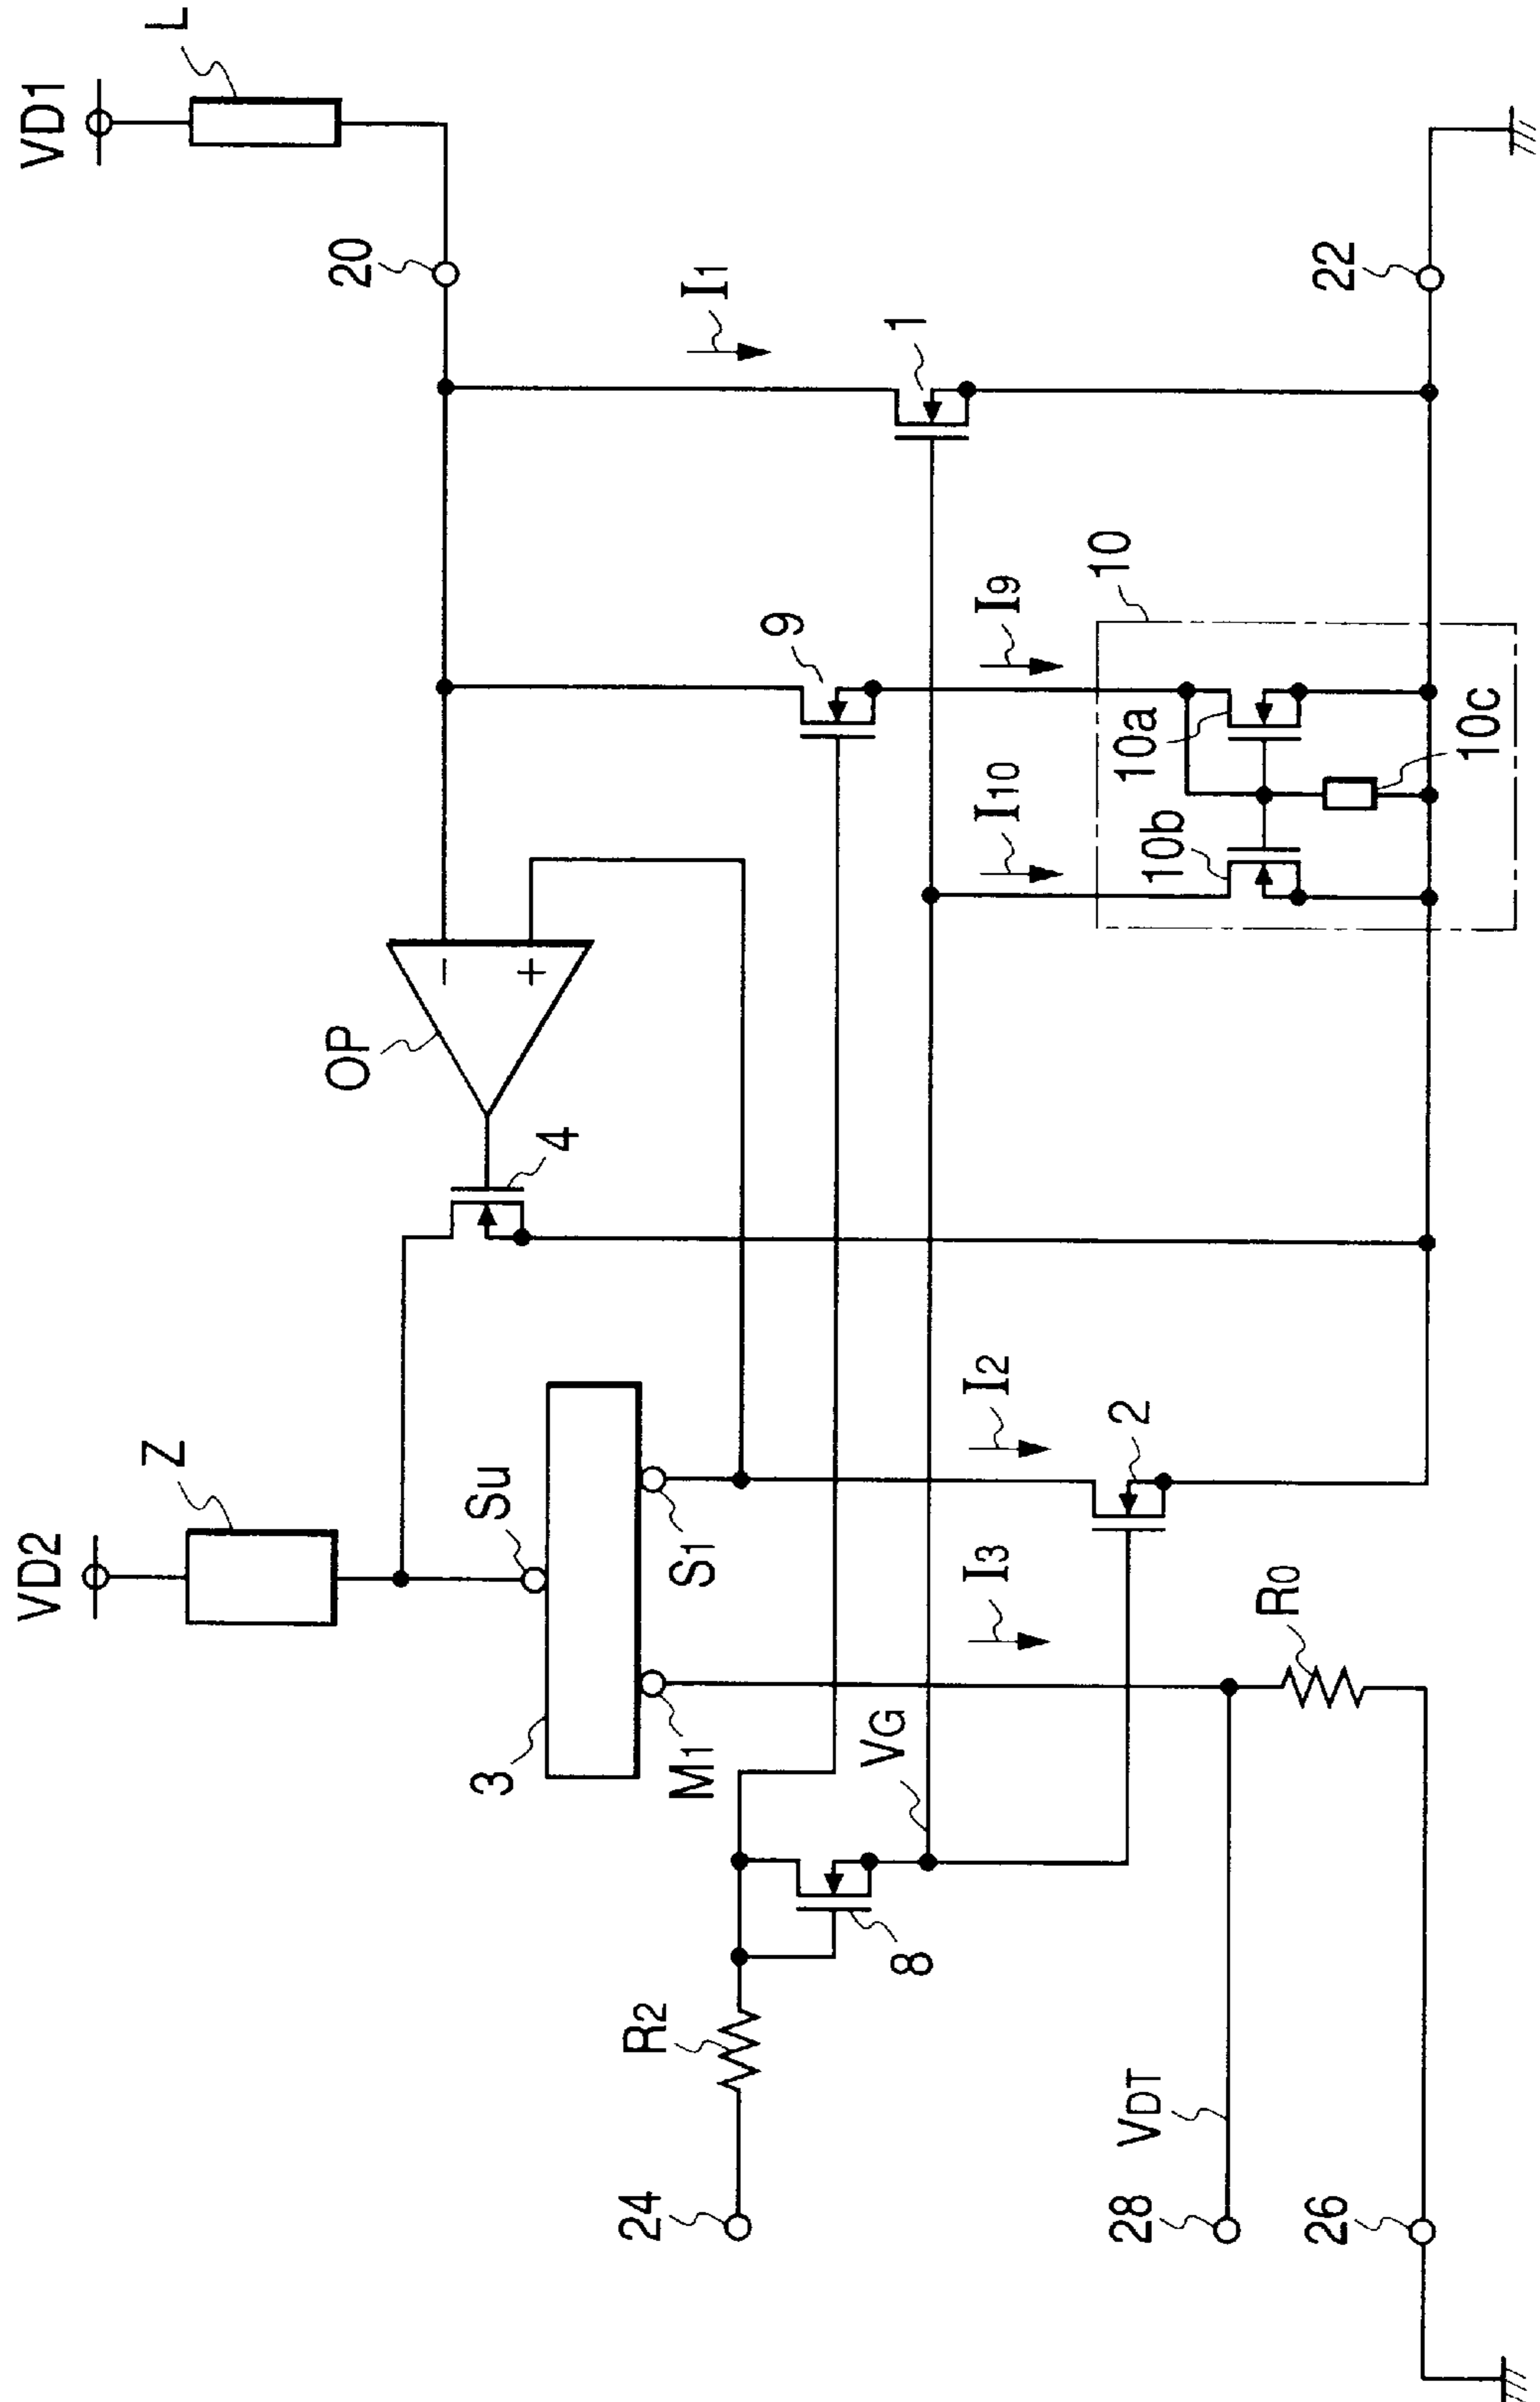 VD2
VD1
Z
L
20
OP
Su
4
3
M1
S1
I1
R2
24
8
VG
9
1
I3
I2
I10
I9
2
10
VDT
28
10b
10a
R0
26
10c
22
−
+